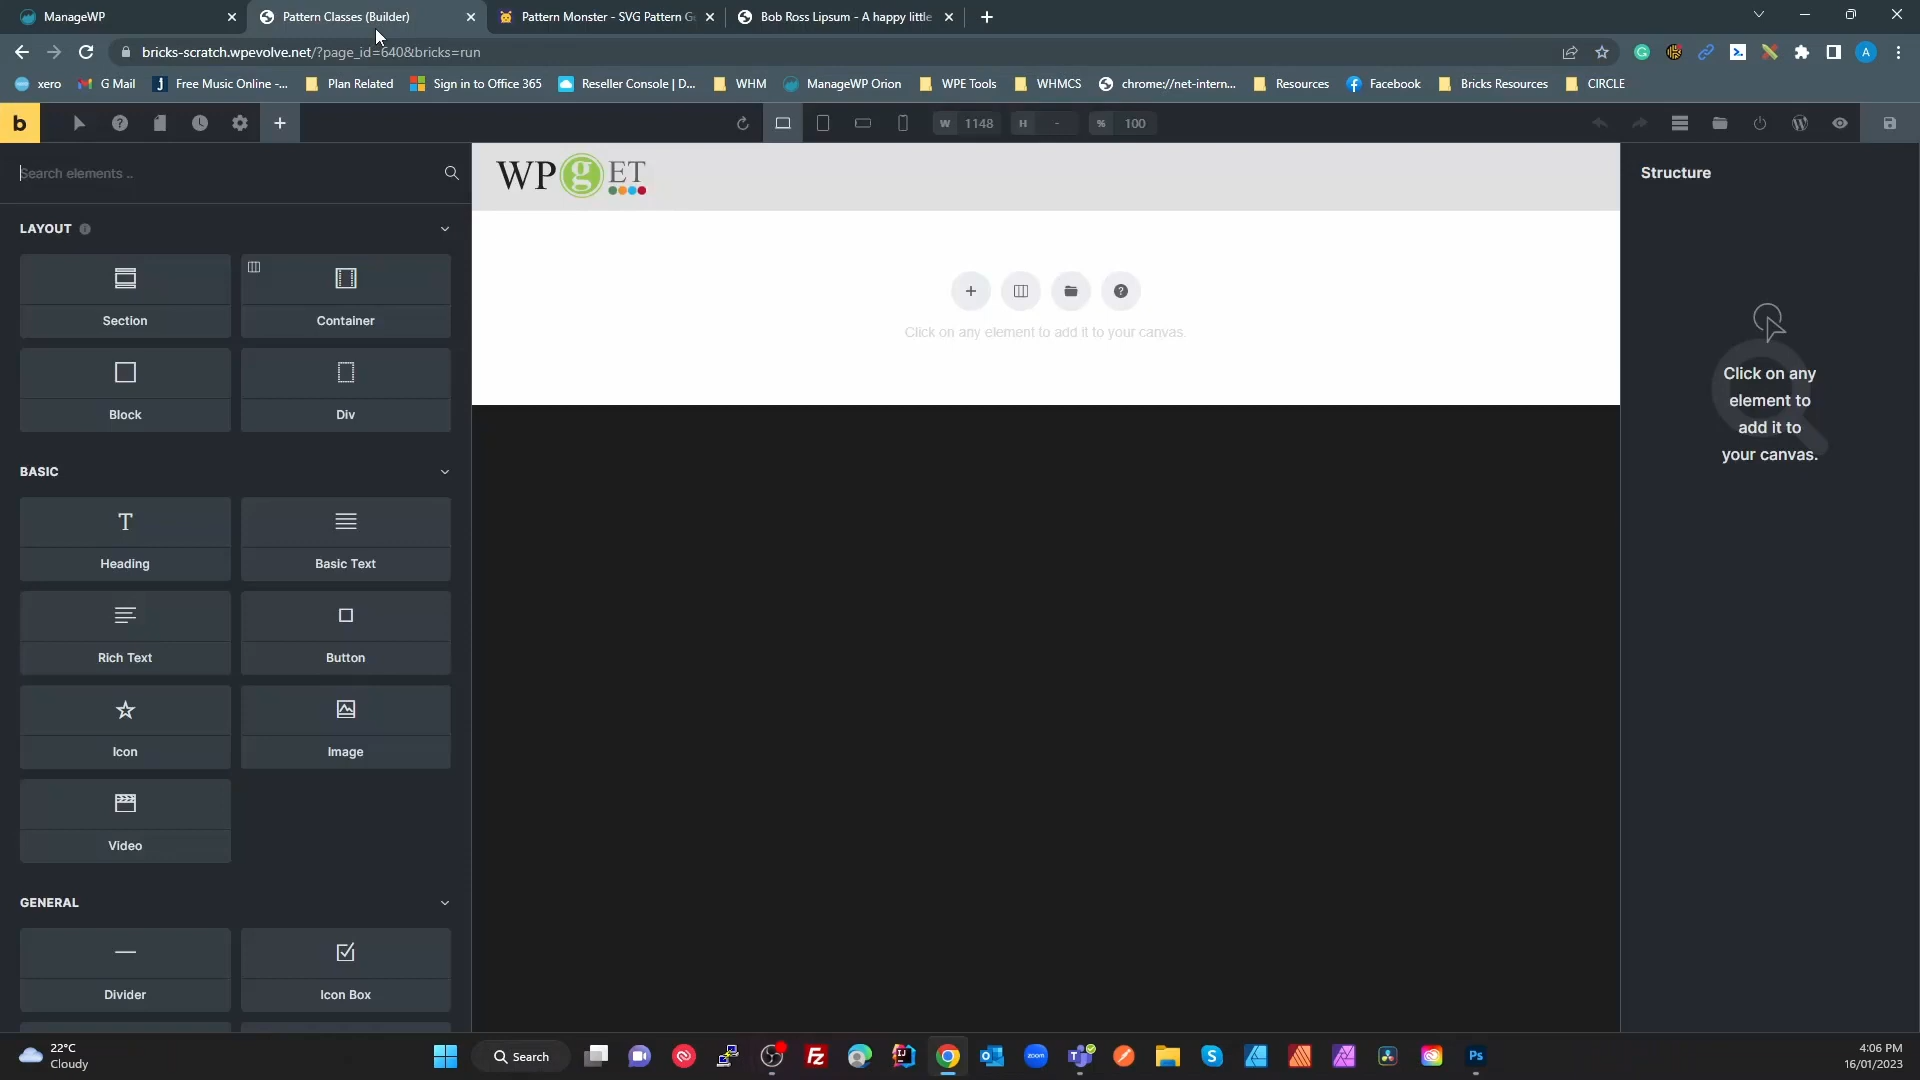 ManageWP
Pattern Classes (Builder)
Pattern Monster - SVG Pattern G
Bob Ross Lipsum - A happy little
bricks-scratch.wpevolve.net/?page_id=640&bricks=run
xero
G Mail
Free Music Online -...
Plan Related
Sign in to Office 365
Reseller Console | D...
WHM
ManageWP Orion
WPE Tools
WHMCS
chrome://net-intern...
Resources
Facebook
Bricks Resources
CIRCLE
b
W 1148
H -
% 100
Search elements ..
WP gET
Structure
LAYOUT
Section
Container
Block
Div
Click on any element to add it to your canvas.
Click on any
element to
add it to
your canvas.
BASIC
Heading
Basic Text
Rich Text
Button
Icon
Image
Video
GENERAL
Divider
Icon Box
22°C
Cloudy
Search
Fz
zoom
Ps
4:06 PM
16/01/2023